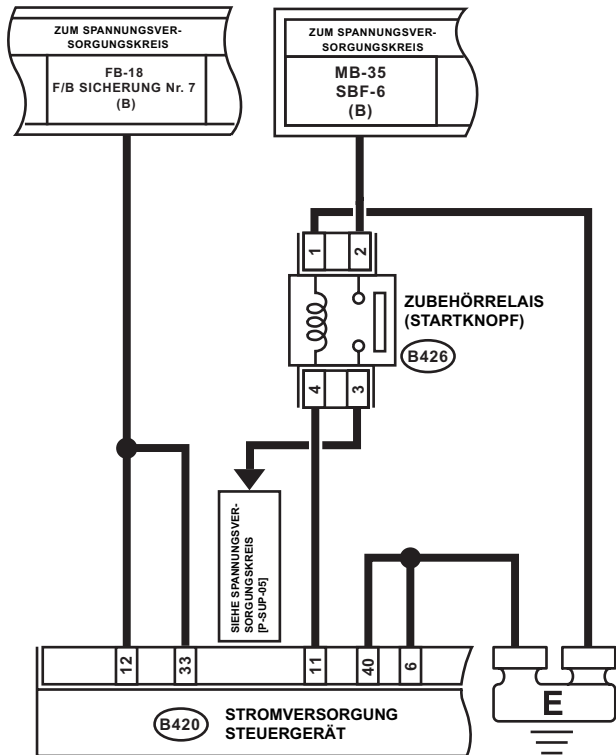 ZUM SPANNUNGSVER-
SORGUNGSKREIS
FB-18
F/B SICHERUNG Nr. 7
(B)
ZUM SPANNUNGSVER-
SORGUNGSKREIS
MB-35
SBF-6
(B)
1
2
ZUBEHÖRRELAIS
(STARTKNOPF)
B426
4
3
SIEHE SPANNUNGSVER-
SORGUNGSKREIS
[P-SUP-05]
12
33
11
40
6
B420
STROMVERSORGUNG
STEUERGERÄT
E